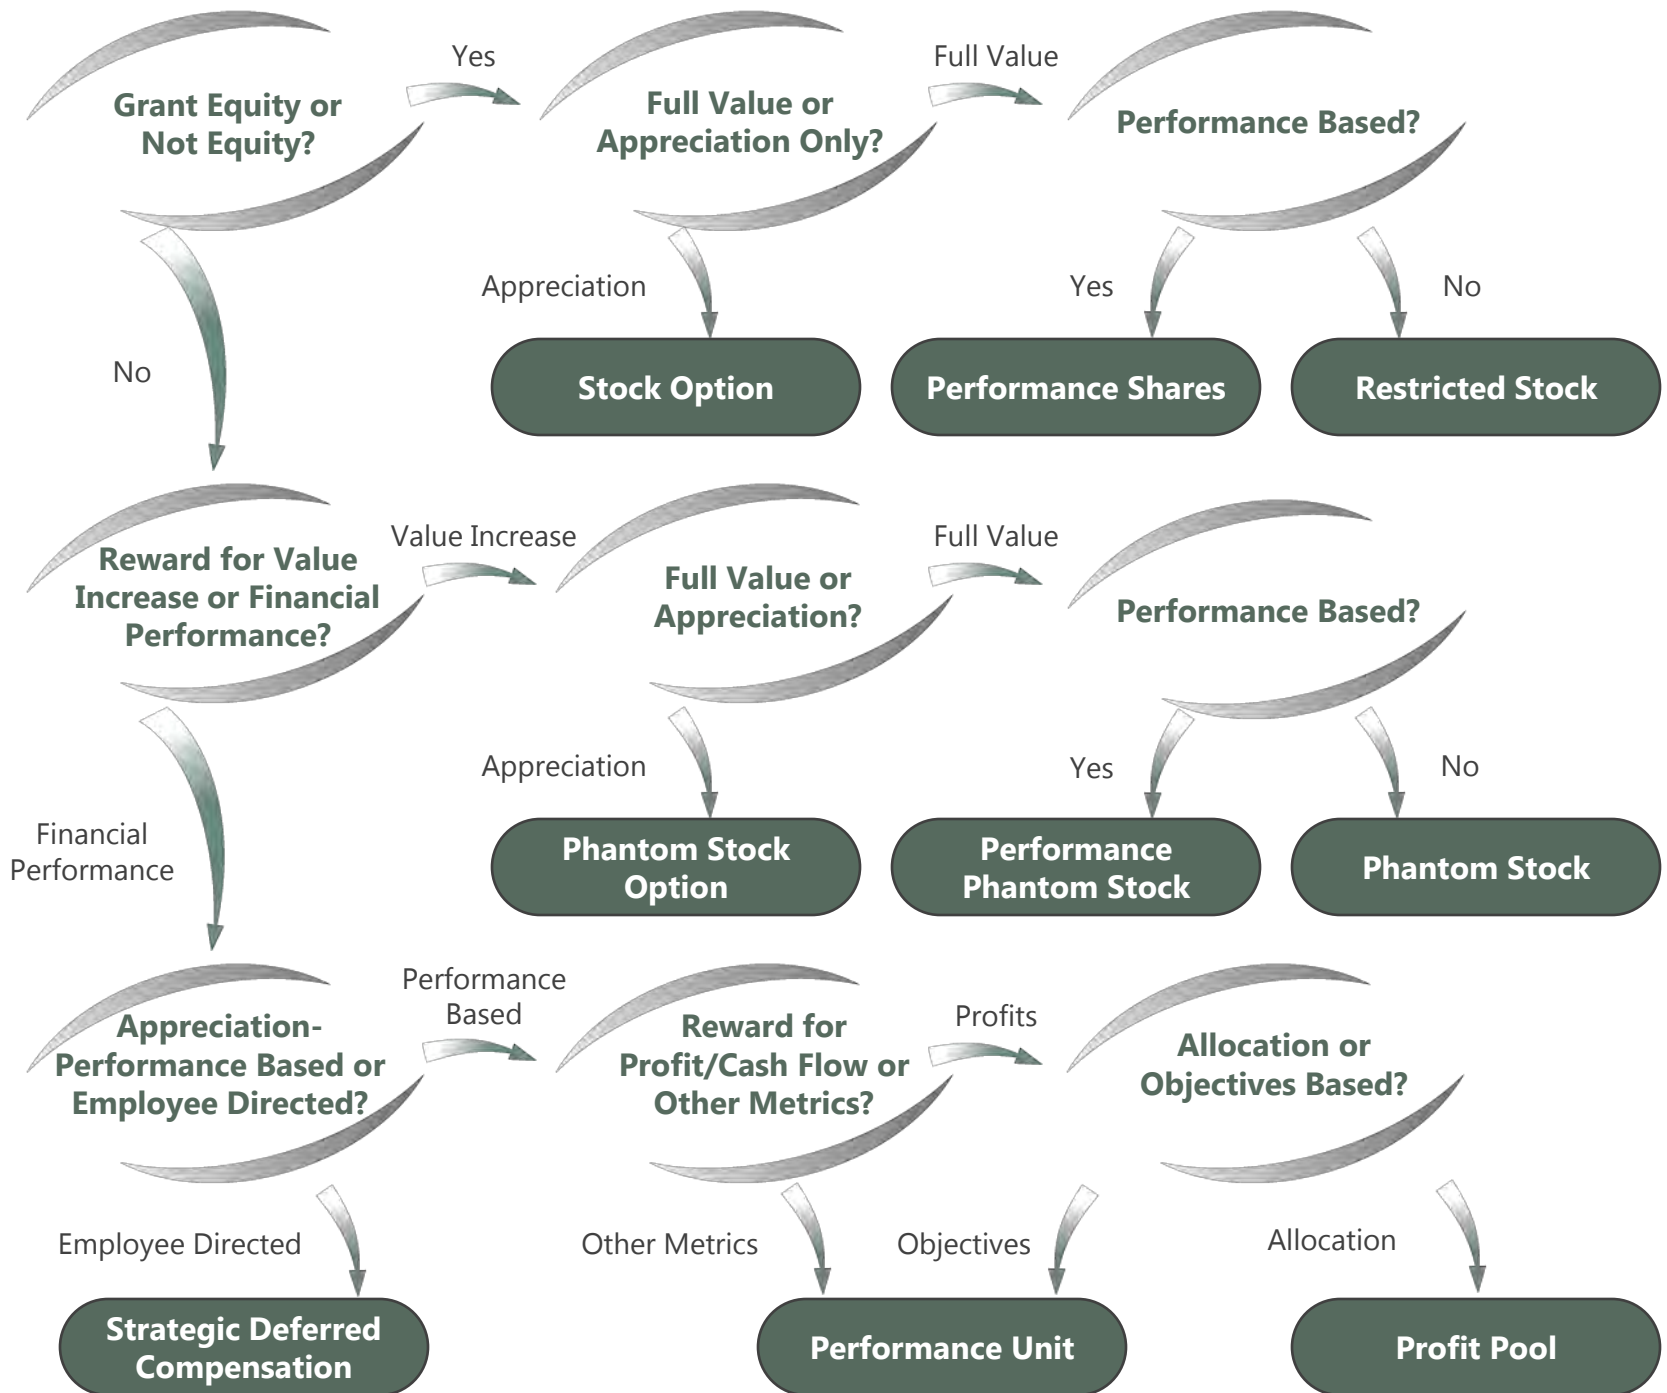 Yes
Full Value
Grant Equity or
Not Equity?
Full Value or
Appreciation Only?
Performance Based?
Appreciation
Yes
No
No
Stock Option
Performance Shares
Restricted Stock
Value Increase
Full Value
Reward for Value
Increase or Financial
Performance?
Full Value or
Appreciation?
Performance Based?
Appreciation
Yes
No
Financial
Performance
Phantom Stock
Option
Performance
Phantom Stock
Phantom Stock
Performance
Based
Profits
Appreciation-
Performance Based or
Employee Directed?
Reward for
Profit/Cash Flow or
Other Metrics?
Allocation or
Objectives Based?
Employee Directed
Other Metrics
Objectives
Allocation
Strategic Deferred
Compensation
Performance Unit
Profit Pool